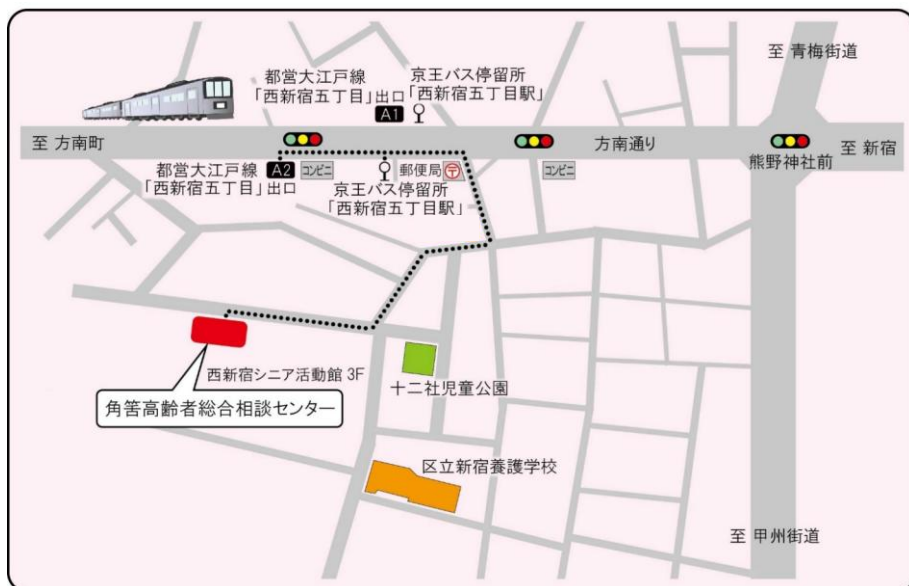 至 青梅街道
都営大江戸線
「西新宿五丁目」出口
A1
京王バス停留所
「西新宿五丁目駅」
至 方南町
方南通り
至 新宿
熊野神社前
都営大江戸線
「西新宿五丁目」出口
A2
コンビニ
京王バス停留所
「西新宿五丁目駅」
郵便局
〒
コンビニ
西新宿シニア活動館 3F
角筈高齢者総合相談センター
十二社児童公園
区立新宿養護学校
至 甲州街道